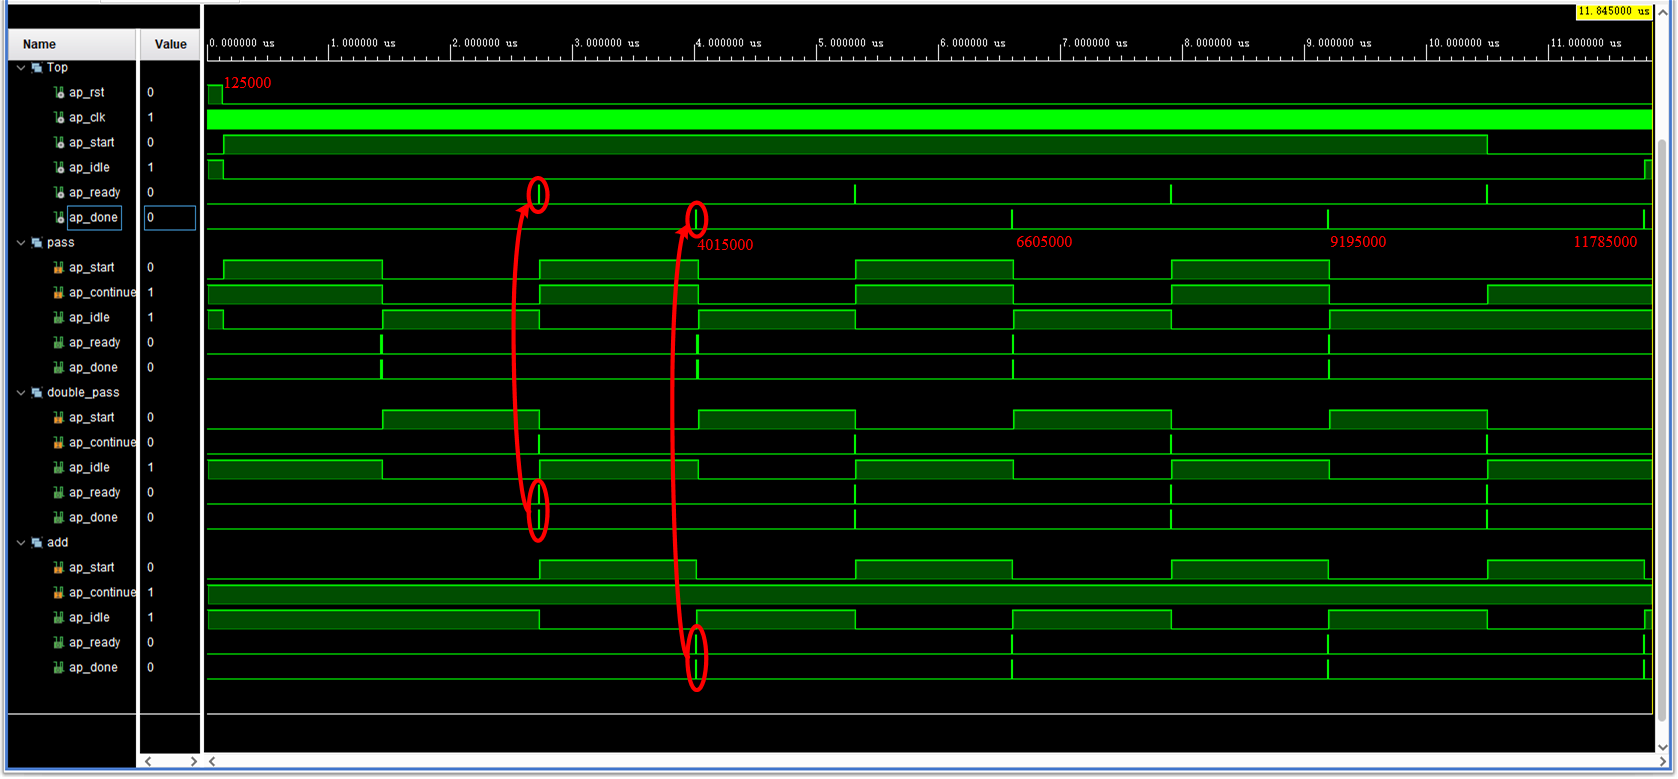 11.845000 us
Name Value
0.000000 us 1.000000 us 2.000000 us 3.000000 us 4.000000 us 5.000000 us 6.000000 us 7.000000 us 8.000000 us 9.000000 us 10.000000 us 11.000000 us
Top
125000
ap_rst 0
ap_clk 1
ap_start 0
ap_idle 1
ap_ready 0
ap_done 0
pass
4015000 6605000 9195000 11785000
ap_start 0
ap_continue 1
ap_idle 1
ap_ready 0
ap_done 0
double_pass
ap_start 0
ap_continue 0
ap_idle 1
ap_ready 0
ap_done 0
add
ap_start 0
ap_continue 1
ap_idle 1
ap_ready 0
ap_done 0